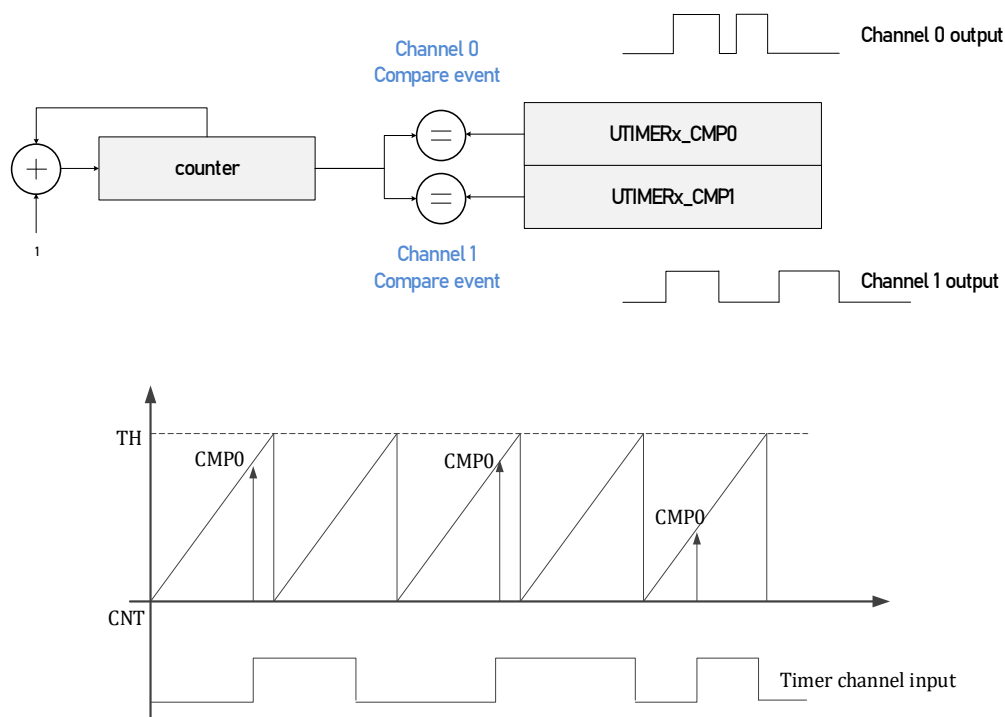 Channel 0
Compare event
Channel 0 output
UTIMERx_CMP0
+
counter
=
=
UTIMERx_CMP1
1
Channel 1
Compare event
Channel 1 output
TH
CMP0
CMP0
CMP0
CNT
Timer channel input